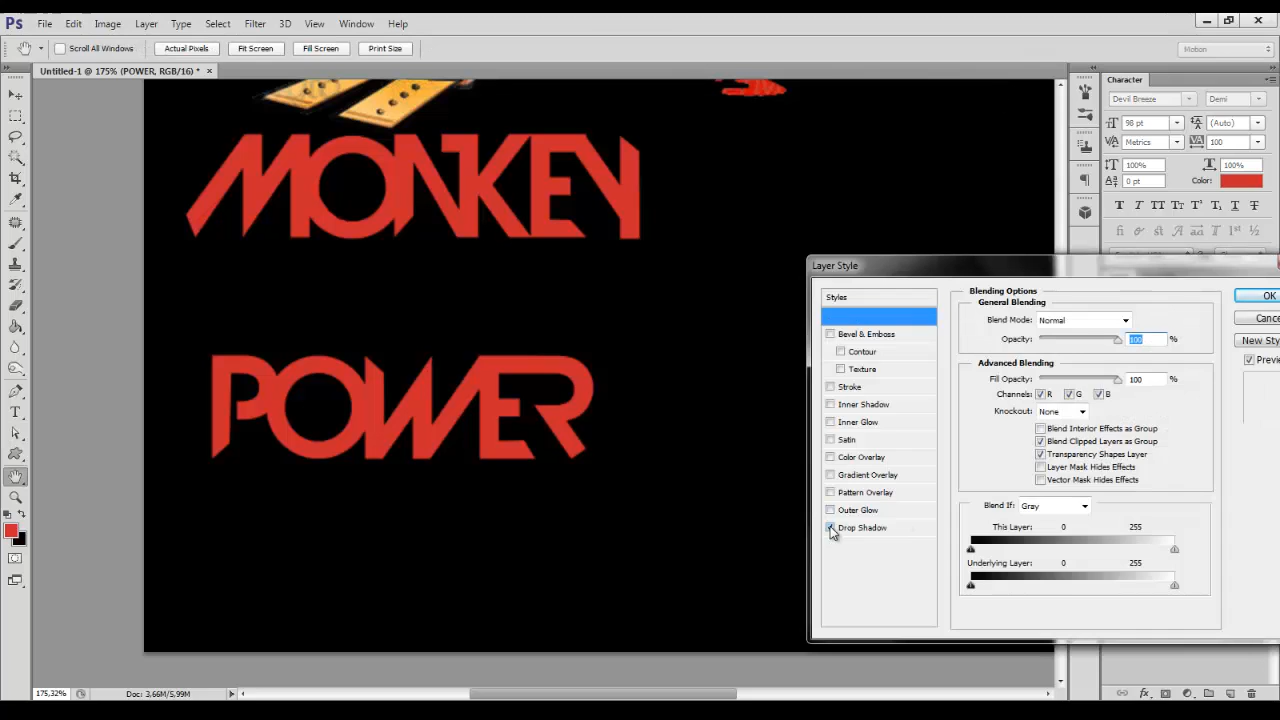 Ps File Edit Image Layer Type Select Filter 3D View Window Help
Scroll All Windows Actual Pixels Fit Screen Fill Screen Print Size Motion
Untitled-1 @ 175% (POWER, RGB/16) * ×
Character
Devil Breeze Demi
98 pt (Auto)
Metrics 100
100% 100%
0 pt Color:
MONKEY
POWER
Layer Style
Styles
Bevel & Emboss
Contour
Texture
Stroke
Inner Shadow
Inner Glow
Satin
Color Overlay
Gradient Overlay
Pattern Overlay
Outer Glow
Drop Shadow
Blending Options
General Blending
Blend Mode: Normal
Opacity: 100 %
Advanced Blending
Fill Opacity: 100 %
Channels: R G B
Knockout: None
Blend Interior Effects as Group
Blend Clipped Layers as Group
Transparency Shapes Layer
Layer Mask Hides Effects
Vector Mask Hides Effects
Blend If: Gray
This Layer: 0 255
Underlying Layer: 0 255
OK
Cance
New Sty
Previe
175,32% Doc: 3,66M/5,99M